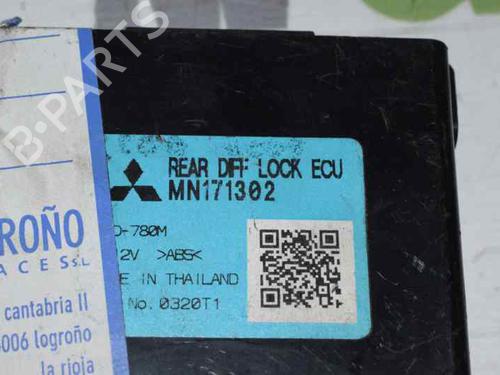 REAR DIFF LOCK ECU
MN171302
D-780M
12V >ABS<
E IN THAILAND
No. 0320T1
B-PARTS
ROÑO
ACES S.L.
cantabria II
006 logroño
la rioja